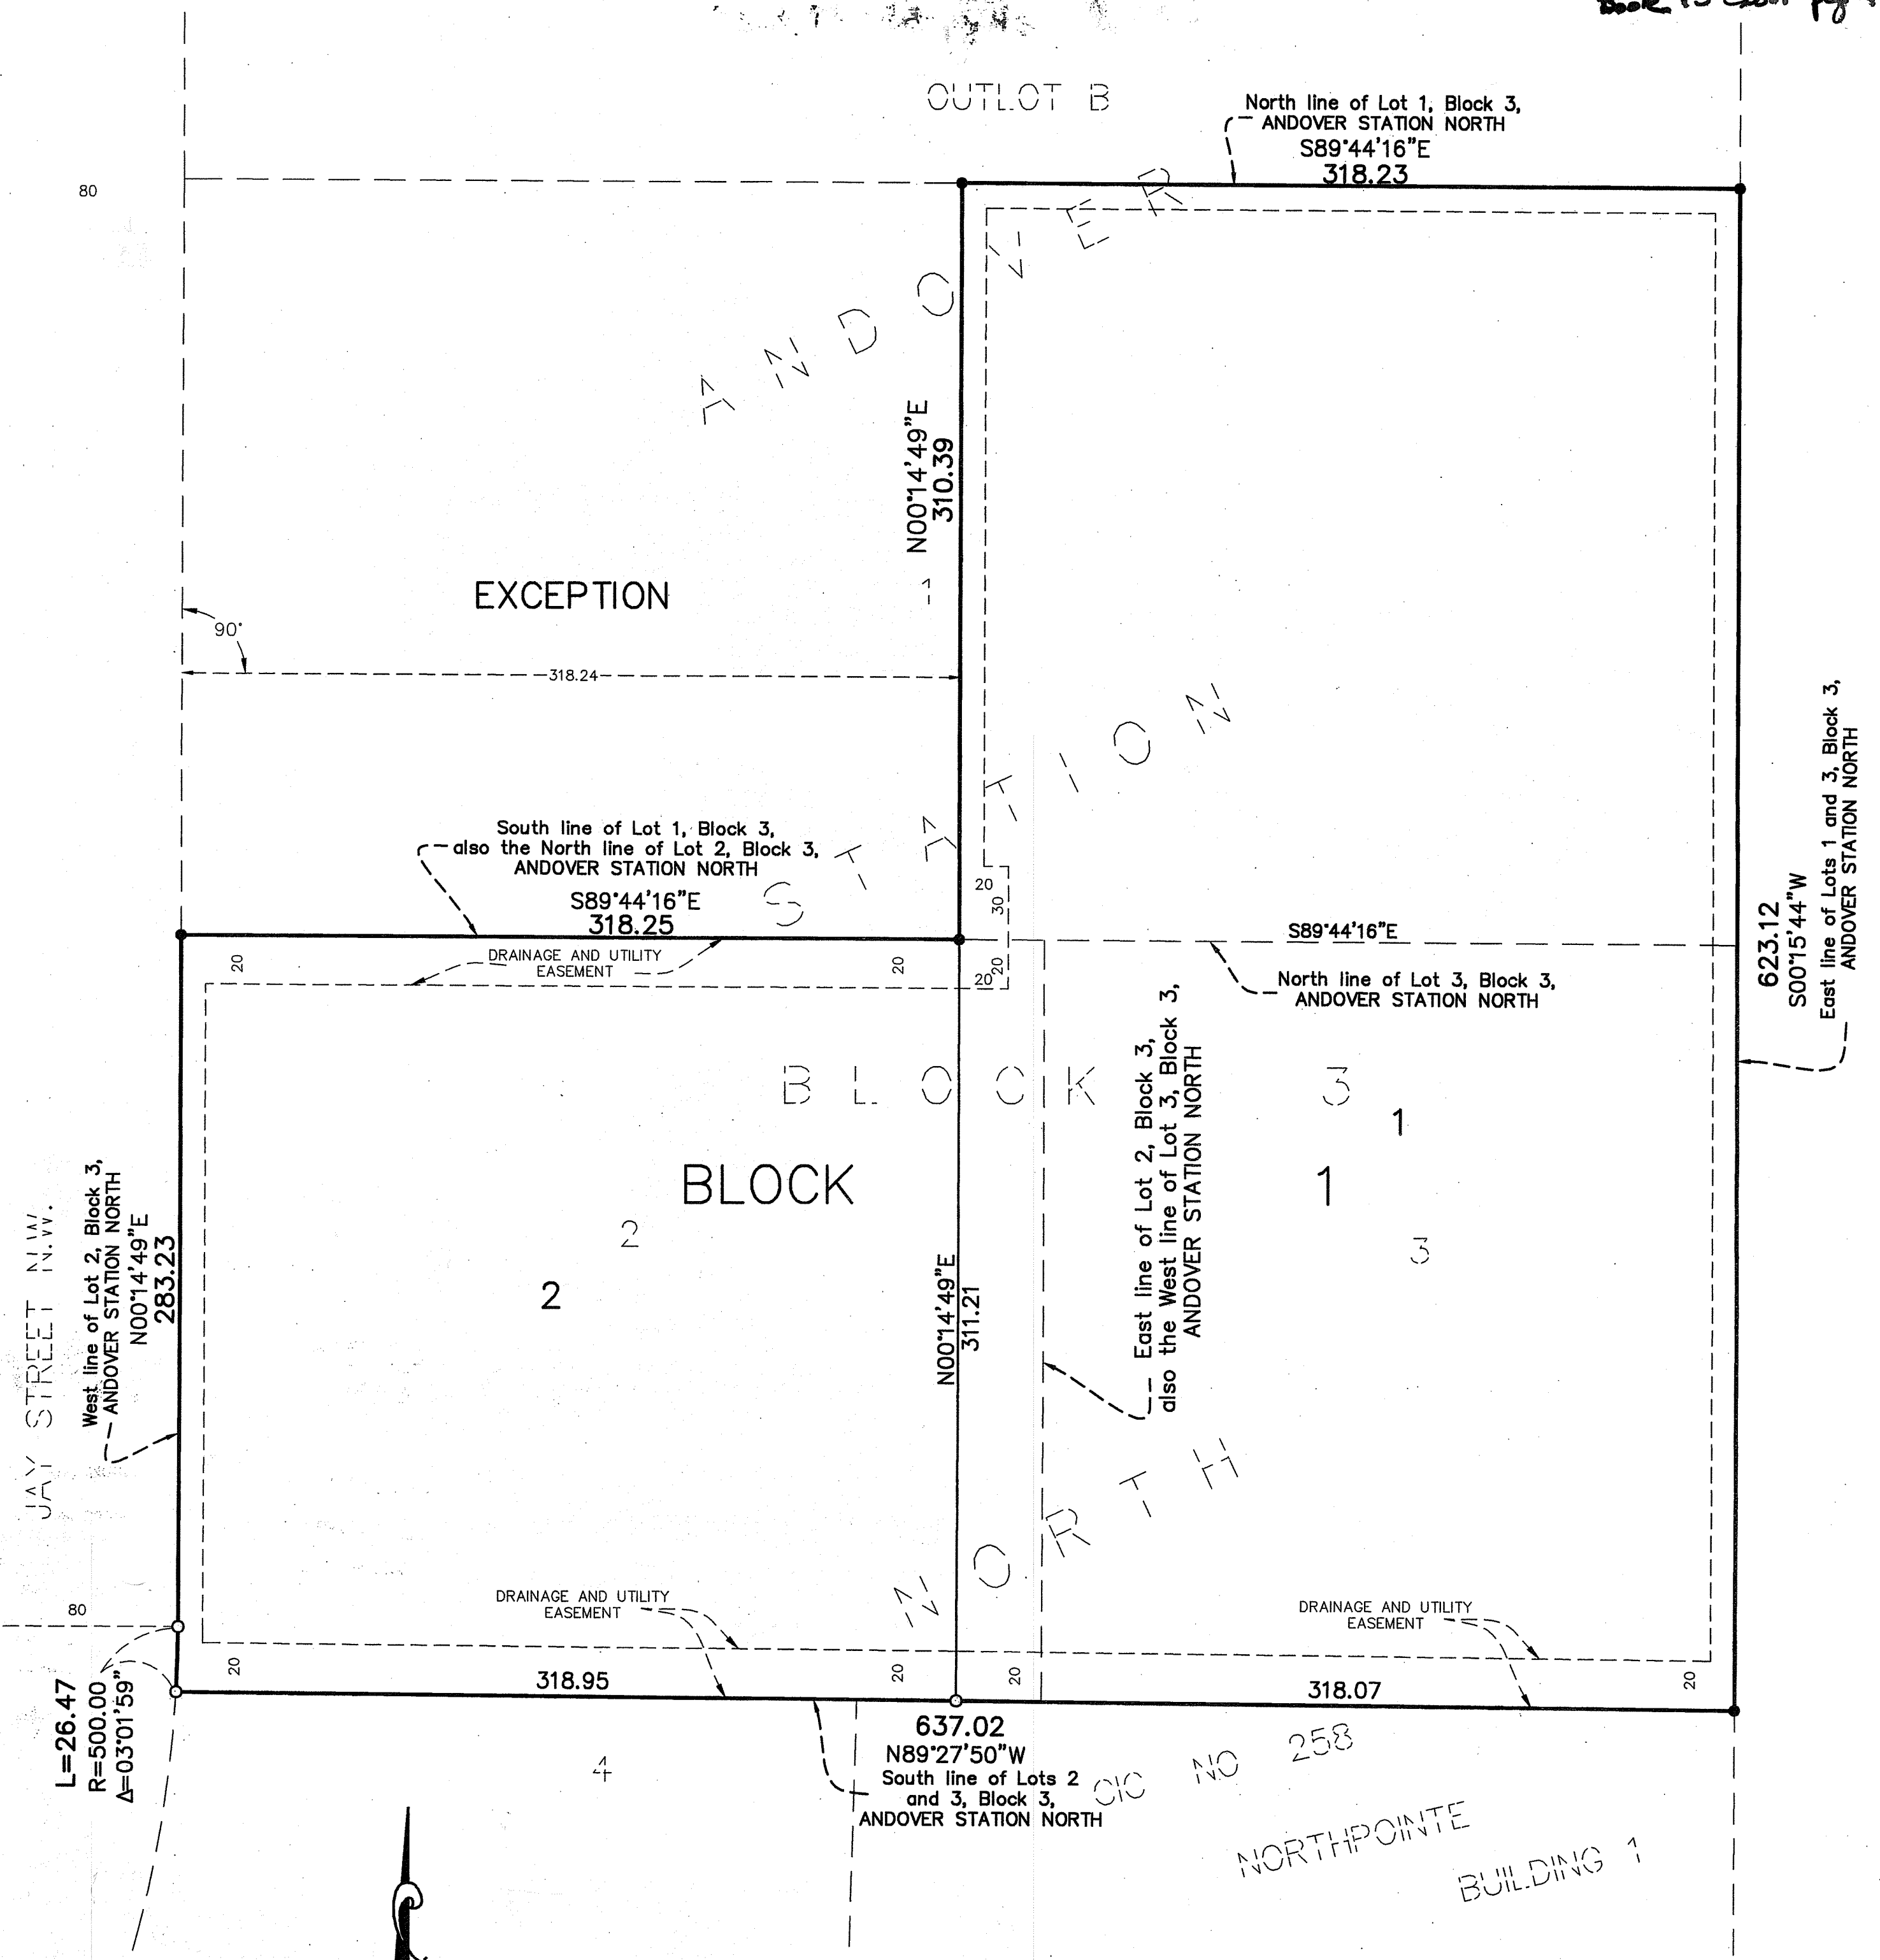 Book
OUTLOT B
North line of Lot 1, Block 3,
ANDOVER STATION NORTH
S89°44'16"E
318.23
80
ANDOVER
N00°14'49"E
310.39
1
EXCEPTION
90°
318.24
STATION
South line of Lot 1, Block 3,
also the North line of Lot 2, Block 3,
ANDOVER STATION NORTH
S89°44'16"E
318.25
20
30
S89°44'16"E
North line of Lot 3, Block 3,
ANDOVER STATION NORTH
623.12
S00°15'44"W
East line of Lots 1 and 3, Block 3,
ANDOVER STATION NORTH
DRAINAGE AND UTILITY
EASEMENT
20
20
20
20
BLOCK 3
1
BLOCK 1
2
3
2
East line of Lot 2, Block 3,
also the West line of Lot 3, Block 3,
ANDOVER STATION NORTH
N00°14'49"E
311.21
JAY STREET N.W.
West line of Lot 2, Block 3,
ANDOVER STATION NORTH
N00°14'49"E
283.23
NORTH
80
DRAINAGE AND UTILITY
EASEMENT
DRAINAGE AND UTILITY
EASEMENT
20
20
20
20
318.95
318.07
L=26.47
R=500.00
Δ=03°01'59"
637.02
N89°27'50"W
South line of Lots 2
and 3, Block 3,
ANDOVER STATION NORTH
4
CIC NO 258
NORTHPOINTE
BUILDING 1